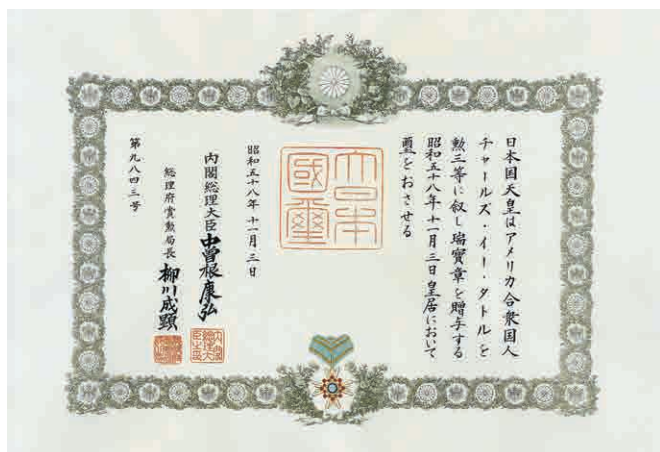 日本国天皇はアメリカ合衆国人
チャールズ・イー・タトルを
勲三等に叙し瑞寶章を贈与する
昭和五十八年十一月三日皇居において
璽をおさせる
大日本
國璽
昭和五十八年十一月三日
内閣総理大臣中曽根康弘
総理府賞勲局長 柳川成顕
第九八四三号